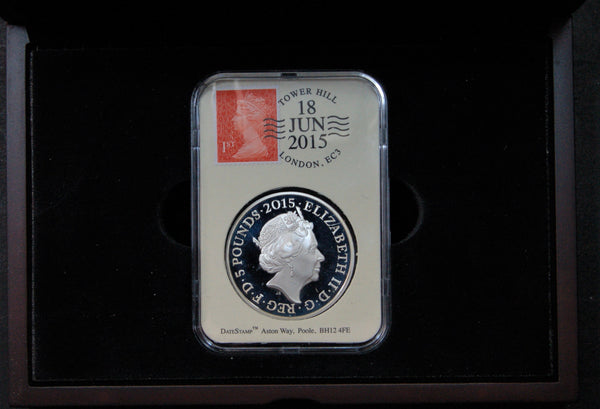 TOWER HILL
18
JUN
2015
LONDON, EC3
1ST
ELIZABETH II · D · G · REG · F · D · 5 POUNDS · 2015 ·
DATESTAMP™ Aston Way, Poole, BH12 4FE